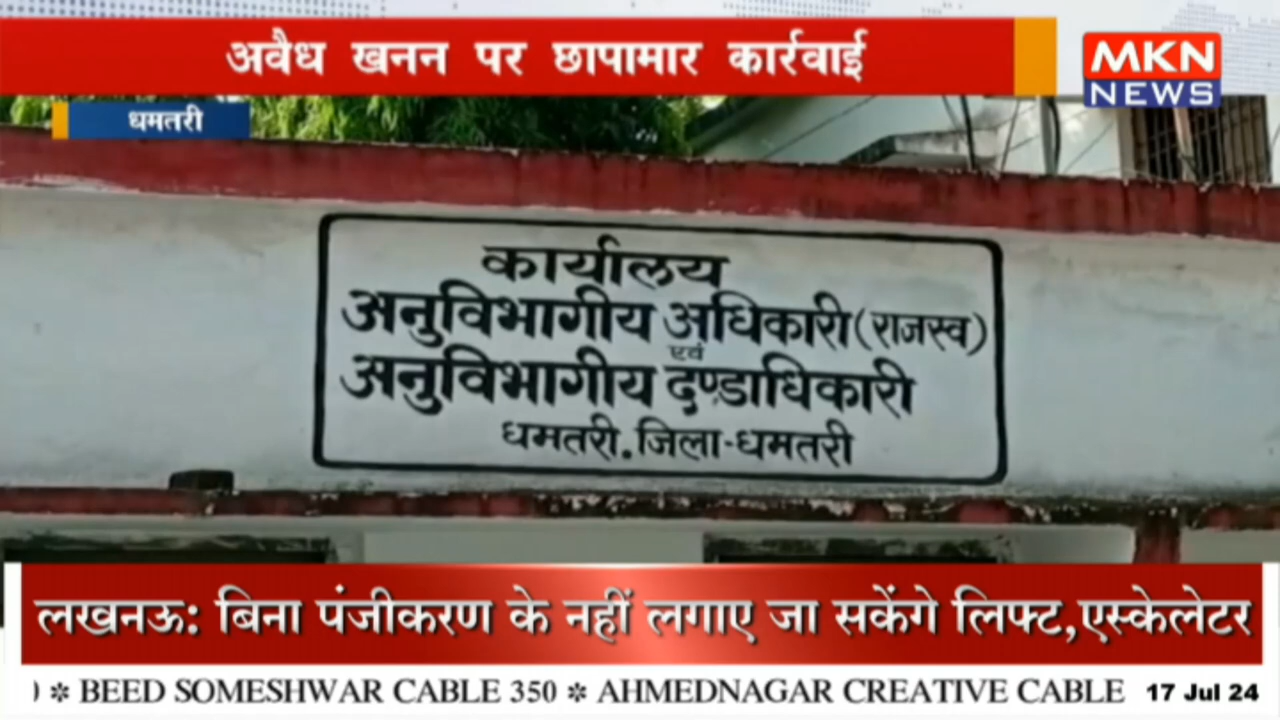 अवैध खनन पर छापामार कार्रवाई
MKN
NEWS
धमतरी
कार्यालय
अनुविभागीय अधिकारी (राजस्व)
एवं
अनुविभागीय दण्डाधिकारी
धमतरी. जिला-धमतरी
लखनऊ: बिना पंजीकरण के नहीं लगाए जा सकेंगे लिफ्ट,एस्केलेटर
) * BEED SOMESHWAR CABLE 350 * AHMEDNAGAR CREATIVE CABLE 17 Jul 24